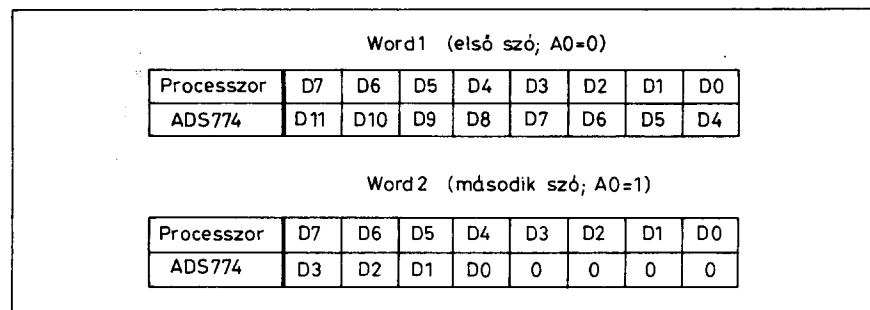 Word1 (első szó; A0=0)
Processzor D7 D6 D5 D4 D3 D2 D1 D0
ADS774 D11 D10 D9 D8 D7 D6 D5 D4
Word2 (második szó; A0=1)
Processzor D7 D6 D5 D4 D3 D2 D1 D0
ADS774 D3 D2 D1 D0 0 0 0 0